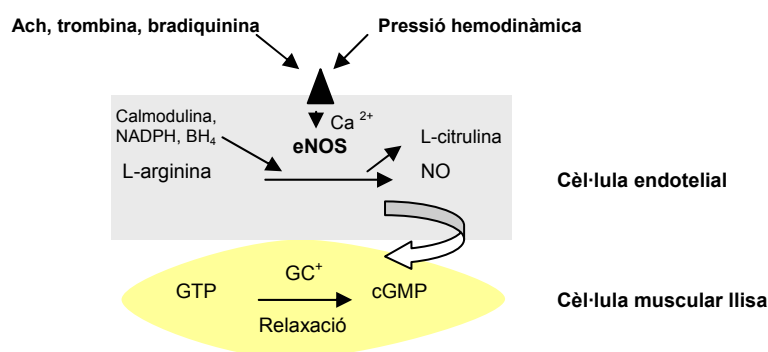 Ach, trombina, bradiquinina
Pressió hemodinàmica
Calmodulina,
NADPH, BH4
Ca 2+
eNOS
L-citrulina
L-arginina
NO
Cèl·lula endotelial
GC+
GTP
cGMP
Relaxació
Cèl·lula muscular llisa